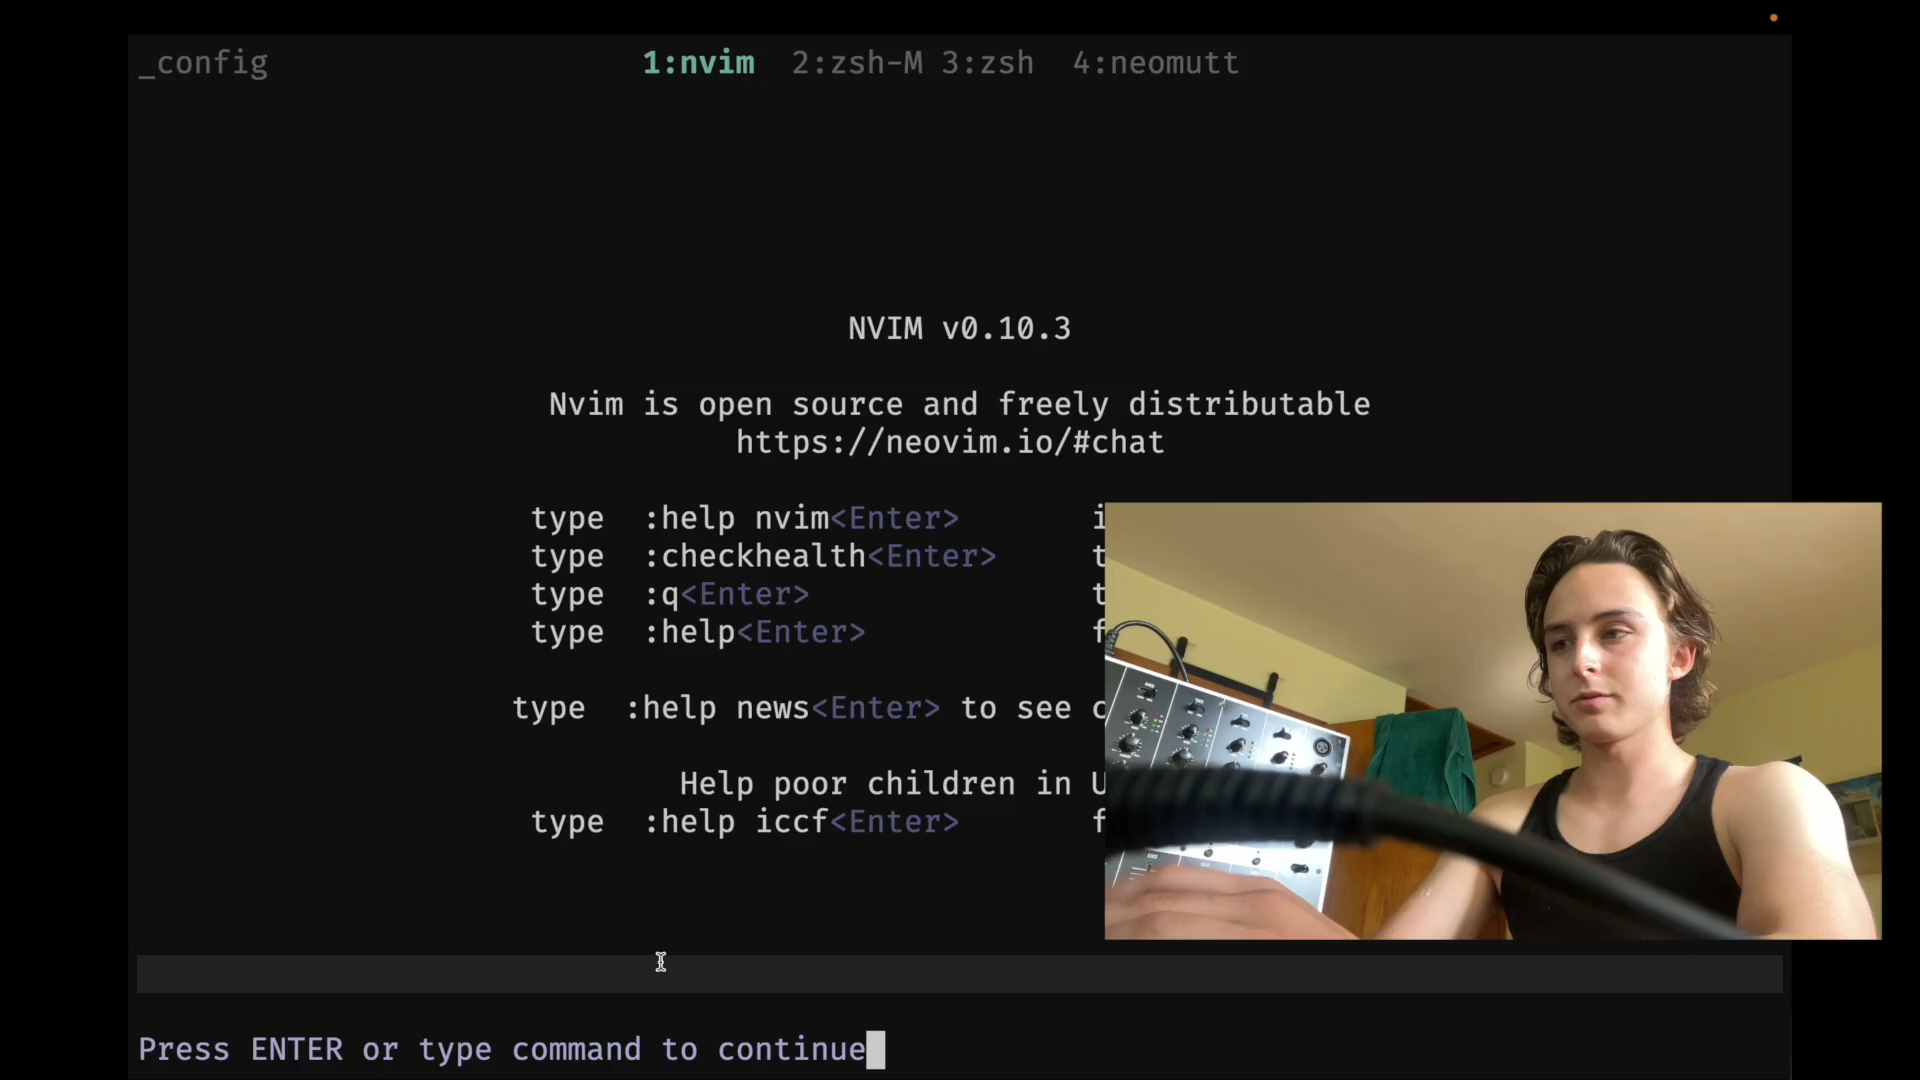 _config 1:nvim 2:zsh-M 3:zsh 4:neomutt
NVIM v0.10.3
Nvim is open source and freely distributable
https://neovim.io/#chat
type :help nvim<Enter> i
type :checkhealth<Enter> t
type :q<Enter> t
type :help<Enter> f
type :help news<Enter> to see c
Help poor children in U
type :help iccf<Enter> f
Press ENTER or type command to continue